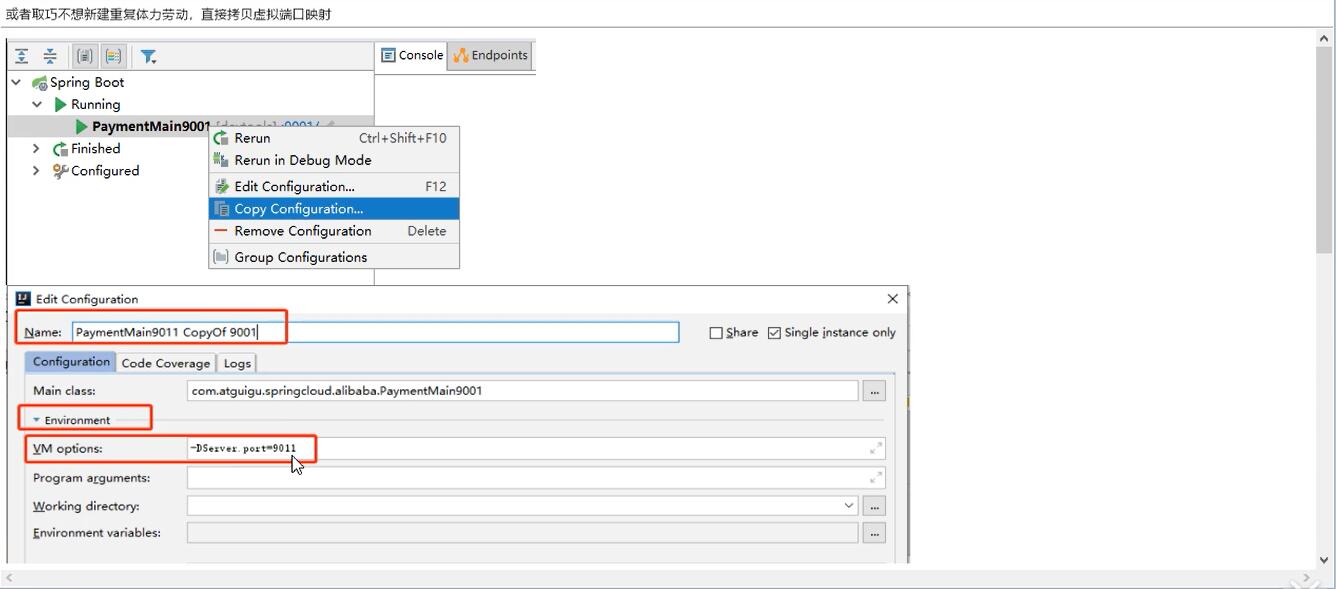 或者取巧不想新建重复体力劳动，直接拷贝虚拟端口映射
Console Endpoints
Spring Boot
Running
PaymentMain9001 :9001/
Rerun Ctrl+Shift+F10
Finished
Rerun in Debug Mode
Configured
Edit Configuration... F12
Copy Configuration...
Remove Configuration Delete
Group Configurations
Edit Configuration
Name: PaymentMain9011 CopyOf 9001 Share Single instance only
Configuration Code Coverage Logs
Main class: com.atguigu.springcloud.alibaba.PaymentMain9001 ...
Environment
VM options: -DServer.port=9011
Program arguments:
Working directory: ...
Environment variables: ...